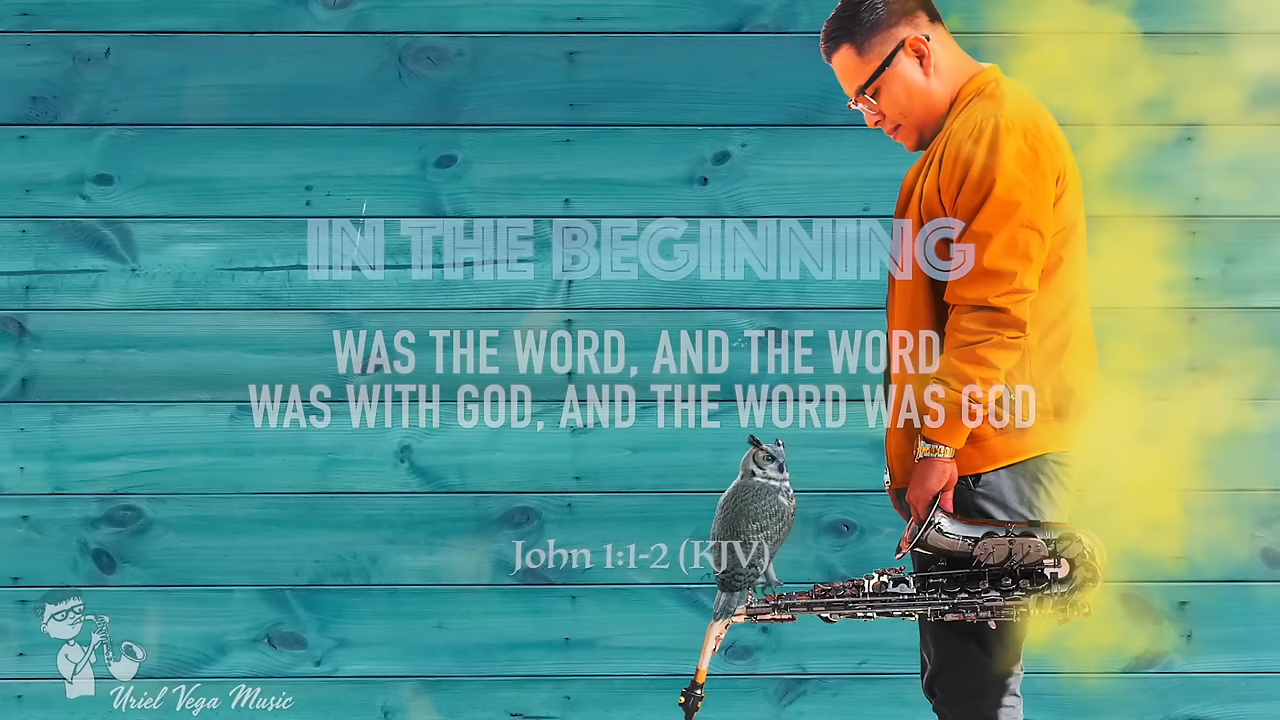 IN THE BEGINNING
WAS THE WORD, AND THE WORD
WAS WITH GOD, AND THE WORD WAS GOD
John 1:1-2 (KJV)
Uriel Vega Music